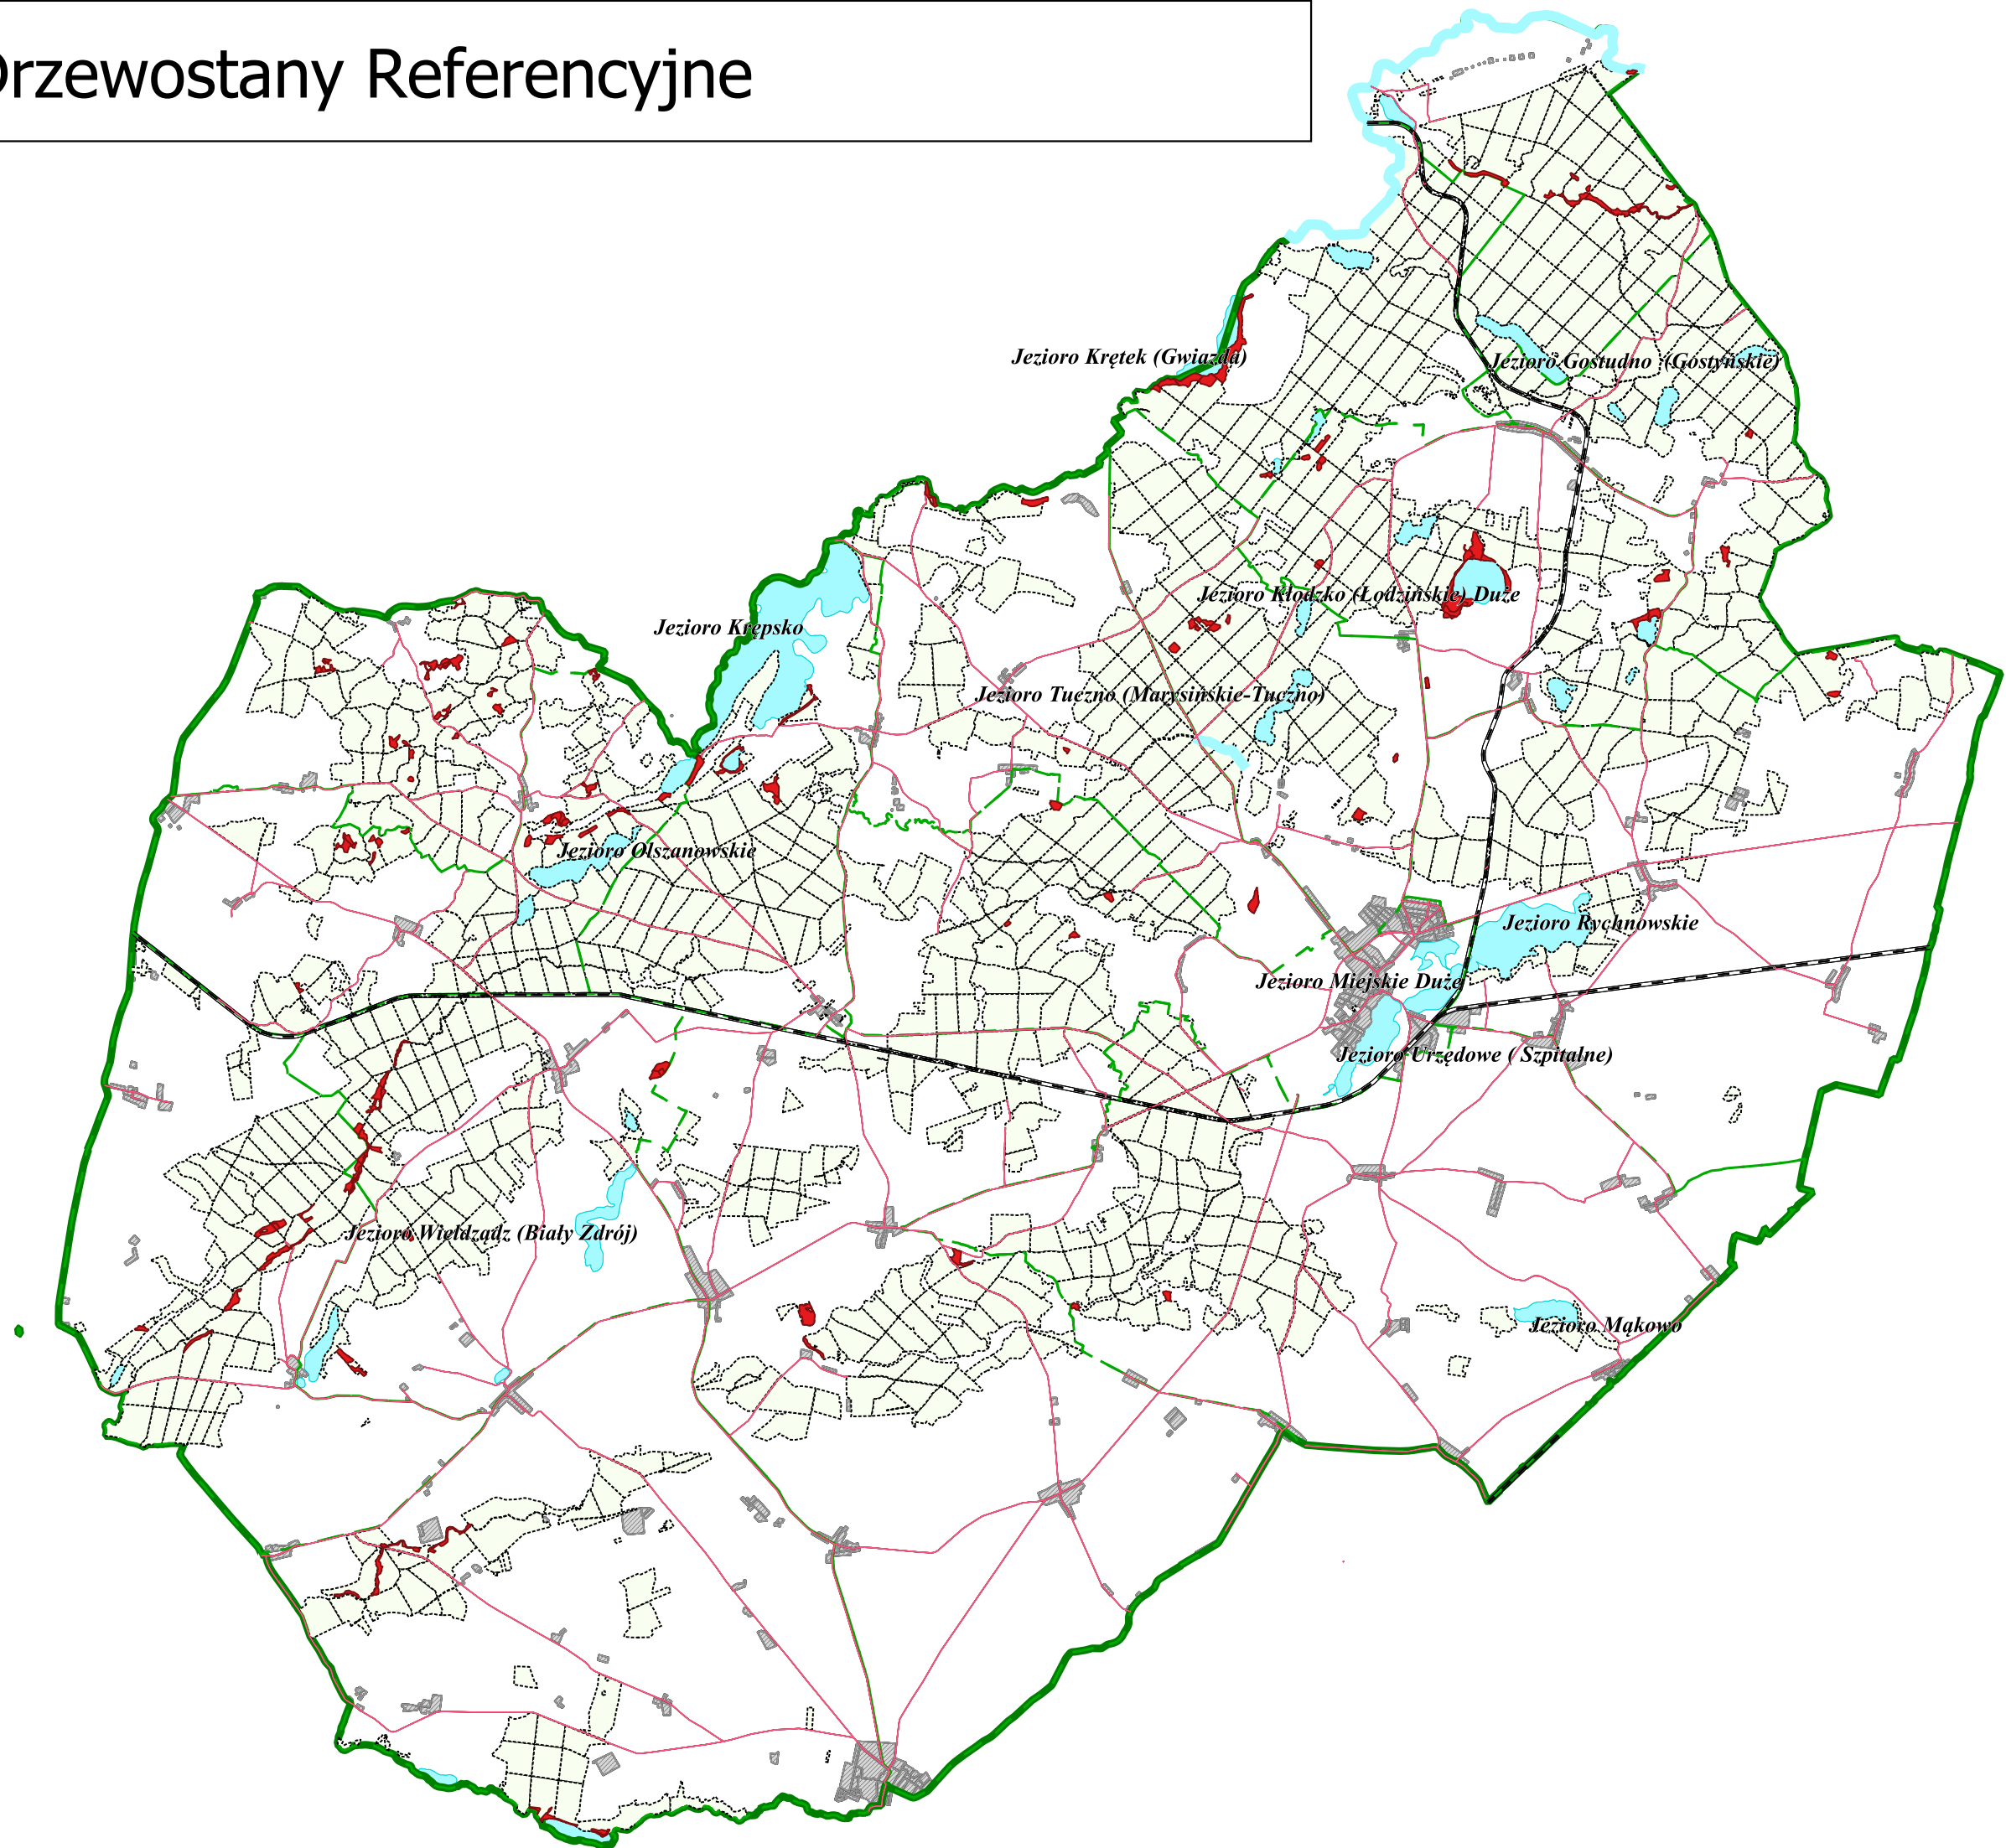 Drzewostany Referencyjne
Jezioro Krętek (Gwiazda)
Jezioro Gostudno (Gostyńskie)
Jezioro Kłodzko (Łodzińskie) Duże
Jezioro Krępsko
Jezioro Tuczno (Marysińskie-Tuczno)
Jezioro Olszanowskie
Jezioro Rychnowskie
Jezioro Miejskie Duże
Jezioro Urzędowe ( Szpitalne)
Jezioro Wieldządz (Biały Zdrój)
Jezioro Mąkowo